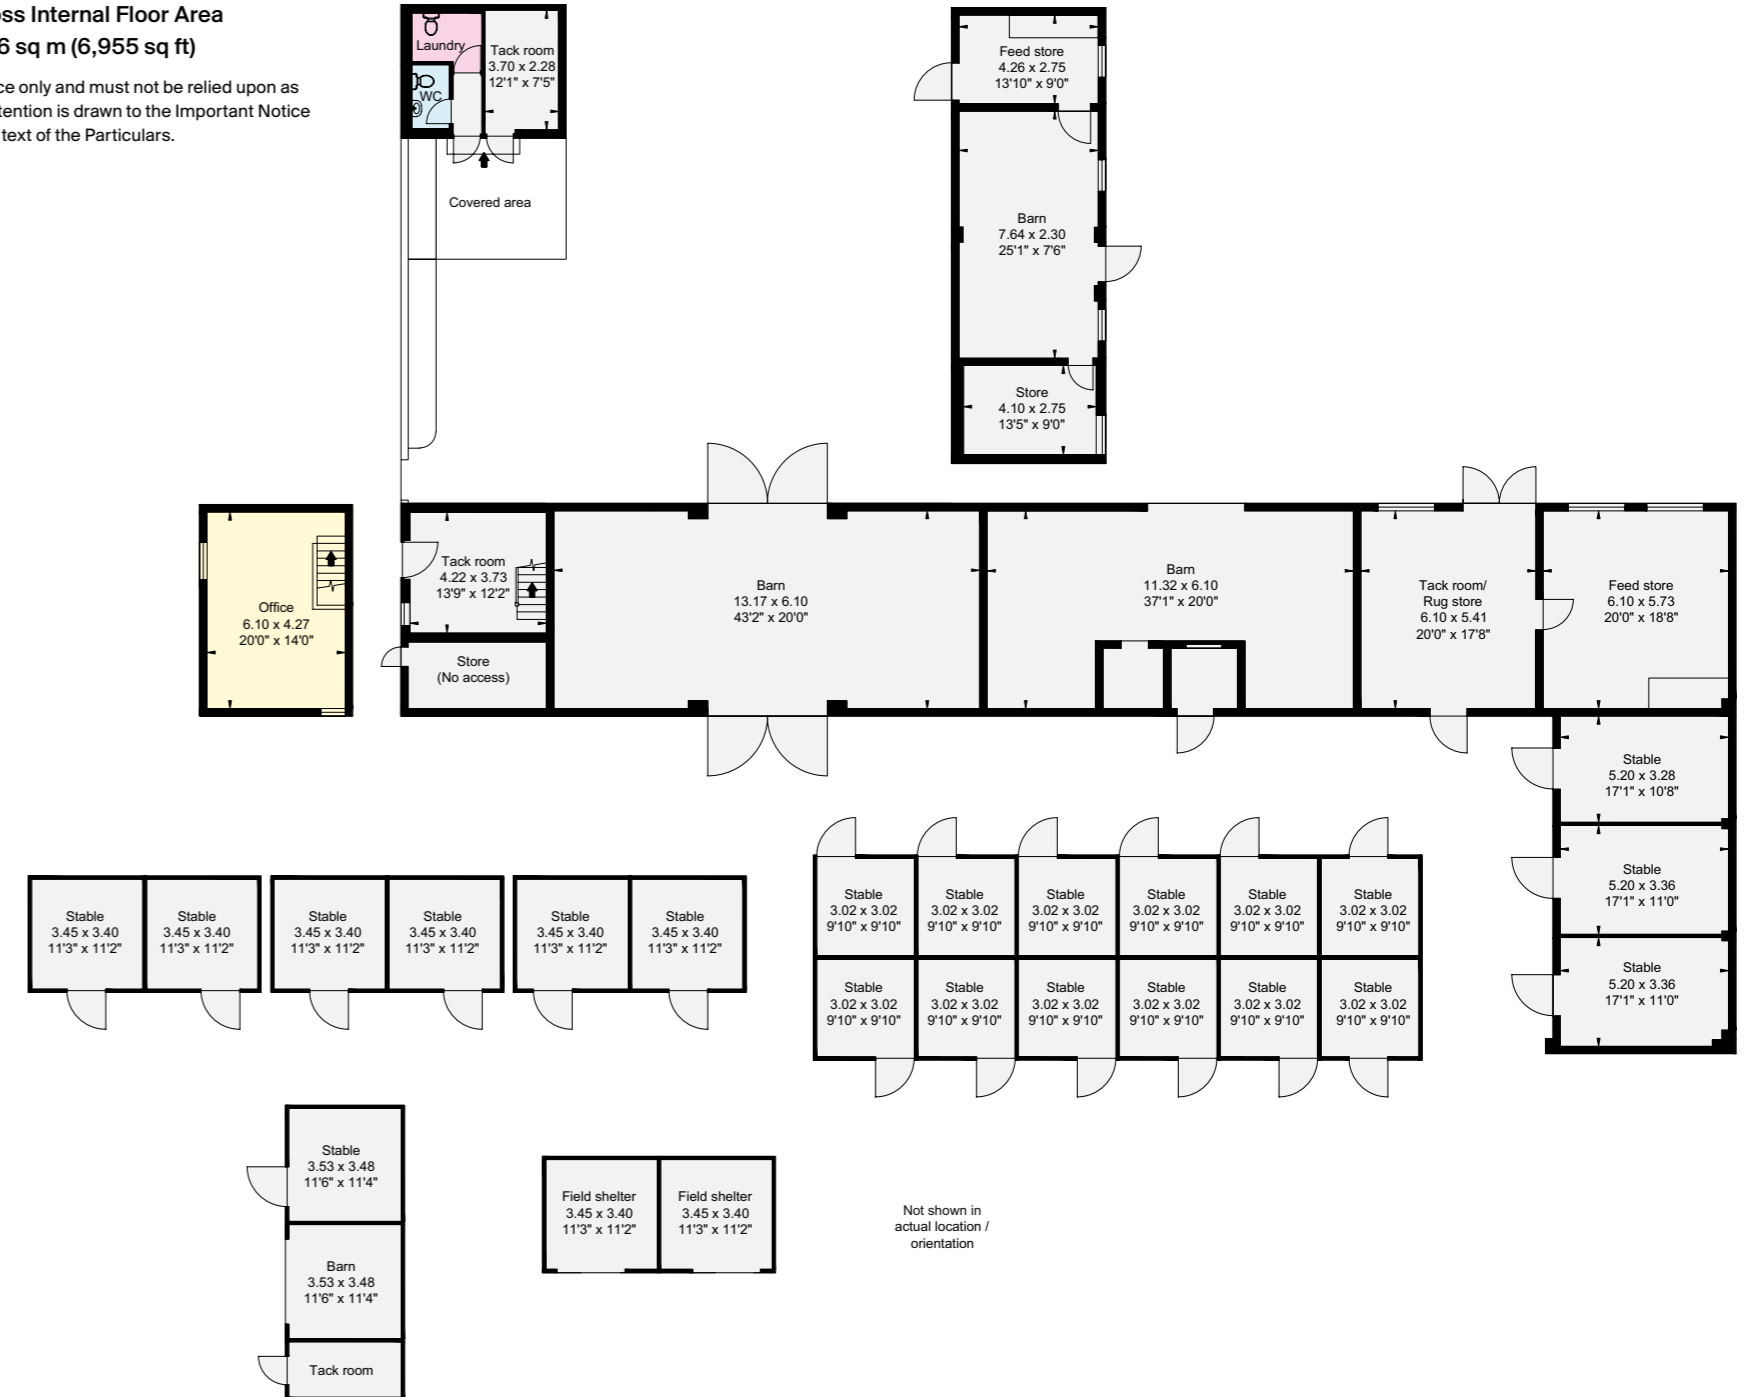 ss Internal Floor Area
6 sq m (6,955 sq ft)
ce only and must not be relied upon as
tention is drawn to the Important Notice
text of the Particulars.
Laundry
WC
Tack room
3.70 x 2.28
12'1" x 7'5"
Covered area
Feed store
4.26 x 2.75
13'10" x 9'0"
Barn
7.64 x 2.30
25'1" x 7'6"
Store
4.10 x 2.75
13'5" x 9'0"
Office
6.10 x 4.27
20'0" x 14'0"
Tack room
4.22 x 3.73
13'9" x 12'2"
Store
(No access)
Barn
13.17 x 6.10
43'2" x 20'0"
Barn
11.32 x 6.10
37'1" x 20'0"
Tack room/
Rug store
6.10 x 5.41
20'0" x 17'8"
Feed store
6.10 x 5.73
20'0" x 18'8"
Stable
5.20 x 3.28
17'1" x 10'8"
Stable
5.20 x 3.36
17'1" x 11'0"
Stable
5.20 x 3.36
17'1" x 11'0"
Stable
3.45 x 3.40
11'3" x 11'2"
Stable
3.45 x 3.40
11'3" x 11'2"
Stable
3.45 x 3.40
11'3" x 11'2"
Stable
3.45 x 3.40
11'3" x 11'2"
Stable
3.45 x 3.40
11'3" x 11'2"
Stable
3.45 x 3.40
11'3" x 11'2"
Stable
3.02 x 3.02
9'10" x 9'10"
Stable
3.02 x 3.02
9'10" x 9'10"
Stable
3.02 x 3.02
9'10" x 9'10"
Stable
3.02 x 3.02
9'10" x 9'10"
Stable
3.02 x 3.02
9'10" x 9'10"
Stable
3.02 x 3.02
9'10" x 9'10"
Stable
3.02 x 3.02
9'10" x 9'10"
Stable
3.02 x 3.02
9'10" x 9'10"
Stable
3.02 x 3.02
9'10" x 9'10"
Stable
3.02 x 3.02
9'10" x 9'10"
Stable
3.02 x 3.02
9'10" x 9'10"
Stable
3.02 x 3.02
9'10" x 9'10"
Stable
3.53 x 3.48
11'6" x 11'4"
Barn
3.53 x 3.48
11'6" x 11'4"
Tack room
Field shelter
3.45 x 3.40
11'3" x 11'2"
Field shelter
3.45 x 3.40
11'3" x 11'2"
Not shown in
actual location /
orientation